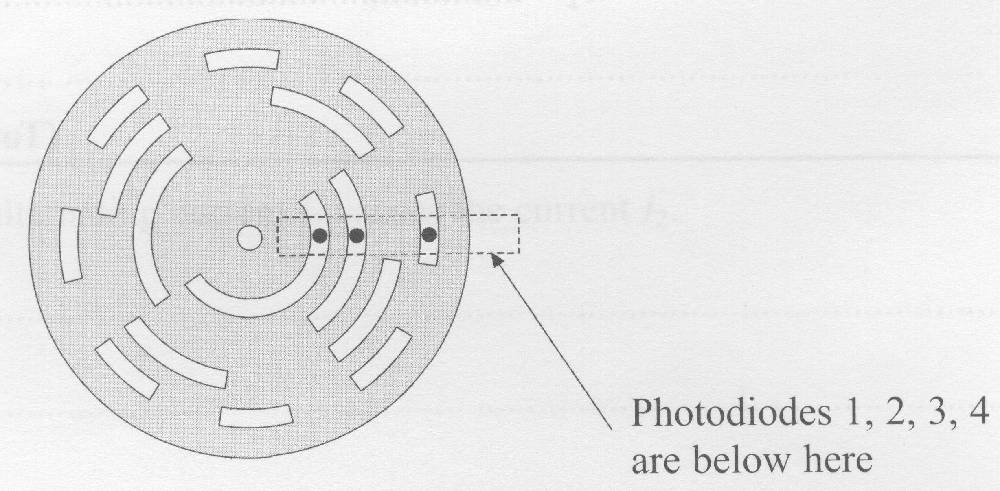 Photodiodes 1, 2, 3, 4
are below here